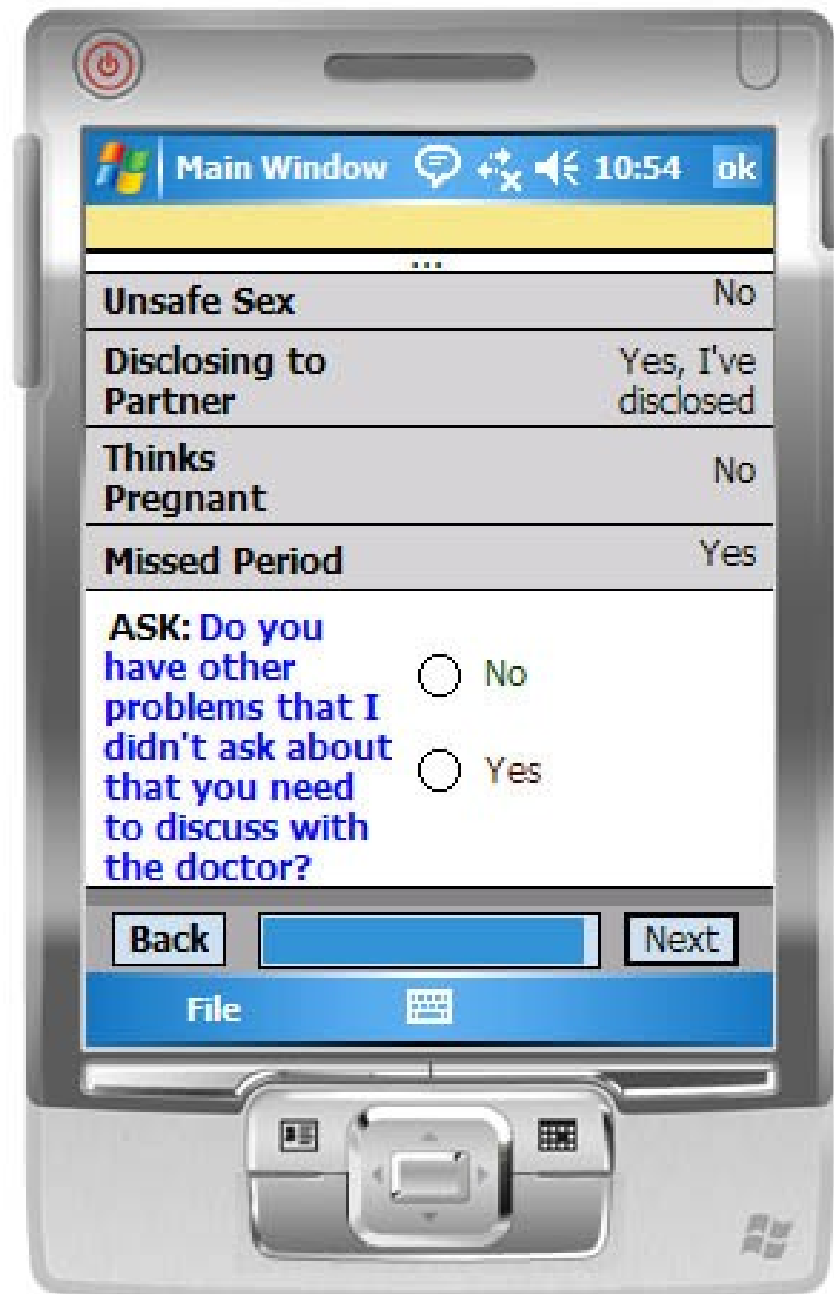 Main Window 10:54 ok
...
Unsafe Sex No
Disclosing to Yes, I've
Partner disclosed
Thinks
Pregnant No
Missed Period Yes
ASK: Do you
have other No
problems that I
didn't ask about
that you need Yes
to discuss with
the doctor?
Back Next
File